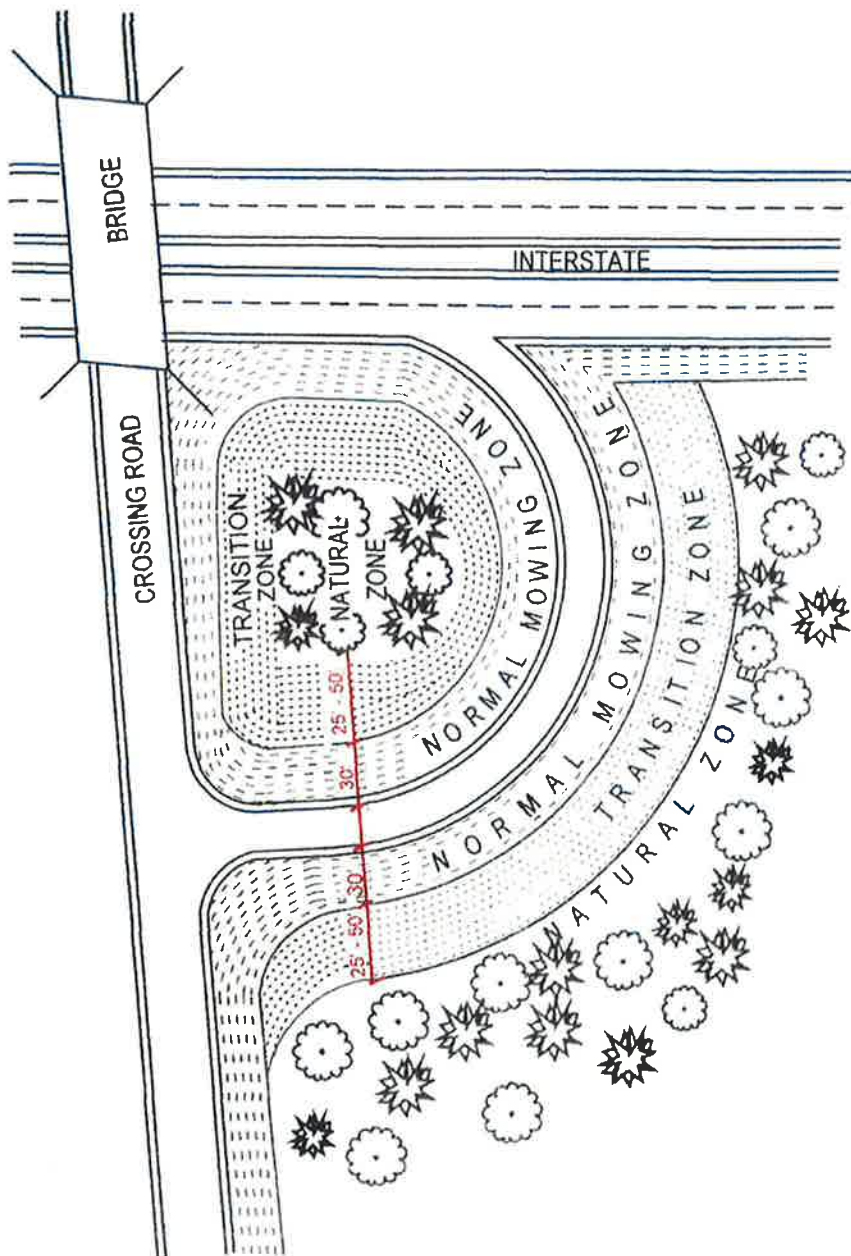 BRIDGE
INTERSTATE
CROSSING ROAD
TRANSITION
ZONE
NATURAL
ZONE
NORMAL MOWING ZONE
NORMAL MOWING ZONE
TRANSITION ZONE
NATURAL ZONE
25' - 50'
30'
30'
25' - 50'